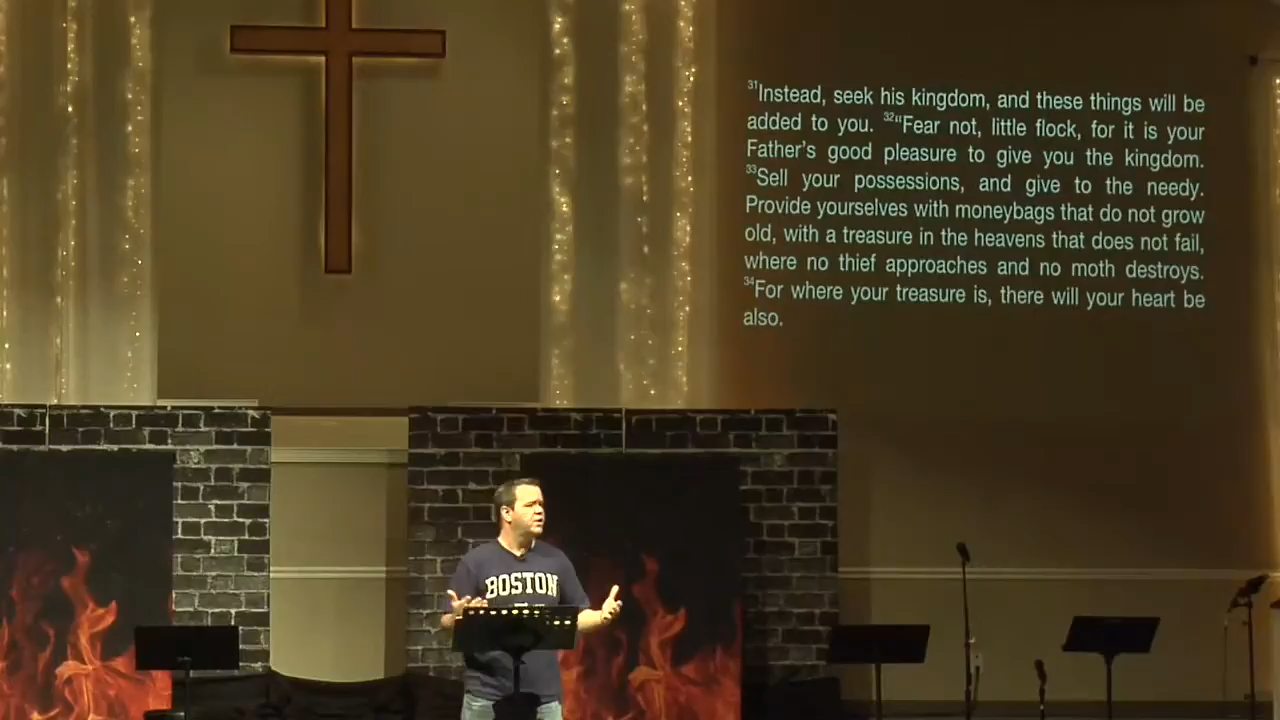 ³¹Instead, seek his kingdom, and these things will be
added to you. ³²“Fear not, little flock, for it is your
Father’s good pleasure to give you the kingdom.
³³Sell your possessions, and give to the needy.
Provide yourselves with moneybags that do not grow
old, with a treasure in the heavens that does not fail,
where no thief approaches and no moth destroys.
³⁴For where your treasure is, there will your heart be
also.
BOSTON